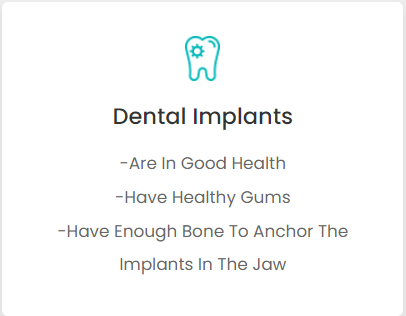 Dental Implants
-Are In Good Health
-Have Healthy Gums
-Have Enough Bone To Anchor The
Implants In The Jaw